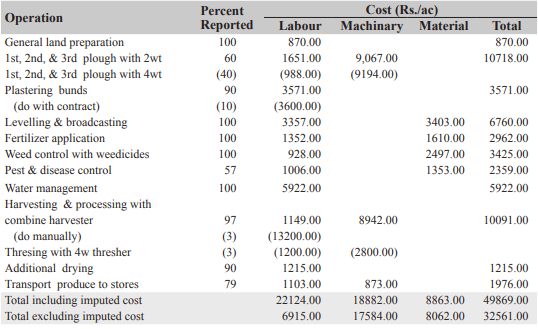 Operation Percent Reported Cost (Rs./ac)
Labour Machinary Material Total
General land preparation 100 870.00 870.00
1st, 2nd, & 3rd plough with 2wt 60 1651.00 9,067.00 10718.00
1st, 2nd, & 3rd plough with 4wt (40) (988.00) (9194.00)
Plastering bunds 90 3571.00 3571.00
(do with contract) (10) (3600.00)
Levelling & broadcasting 100 3357.00 3403.00 6760.00
Fertilizer application 100 1352.00 1610.00 2962.00
Weed control with weedicides 100 928.00 2497.00 3425.00
Pest & disease control 57 1006.00 1353.00 2359.00
Water management 100 5922.00 5922.00
Harvesting & processing with
combine harvester 97 1149.00 8942.00 10091.00
(do manually) (3) (13200.00)
Thresing with 4w thresher (3) (1200.00) (2800.00)
Additional drying 90 1215.00 1215.00
Transport produce to stores 79 1103.00 873.00 1976.00
Total including imputed cost 22124.00 18882.00 8863.00 49869.00
Total excluding imputed cost 6915.00 17584.00 8062.00 32561.00